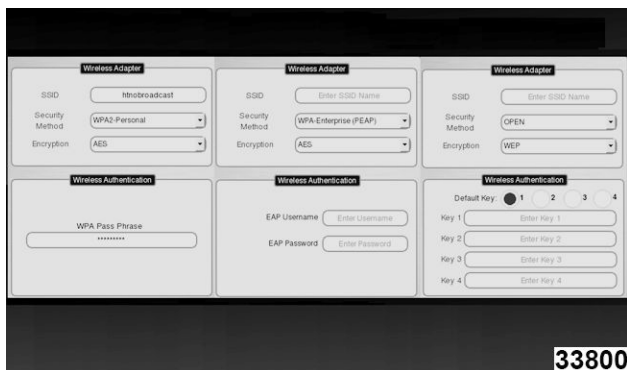 Wireless Adapter
SSID htnobroadcast
Security Method WPA2-Personal
Encryption AES
Wireless Authentication
WPA Pass Phrase
*********
Wireless Adapter
SSID Enter SSID Name
Security Method WPA-Enterprise (PEAP)
Encryption AES
Wireless Authentication
EAP Username Enter Username
EAP Password Enter Password
Wireless Adapter
SSID Enter SSID Name
Security Method OPEN
Encryption WEP
Wireless Authentication
Default Key: 1 2 3 4
Key 1 Enter Key 1
Key 2 Enter Key 2
Key 3 Enter Key 3
Key 4 Enter Key 4
33800